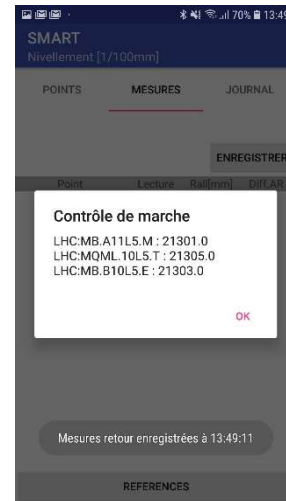 70% 13:49
SMART
Nivellement [1/100mm]
POINTS MESURES JOURNAL
ENREGISTRER
Point Lecture Rall[mm] Diff.AR
Contrôle de marche
LHC:MB.A11L5.M : 21301.0
LHC:MQML.10L5.T : 21305.0
LHC:MB.B10L5.E : 21303.0
OK
Mesures retour enregistrées à 13:49:11
REFERENCES